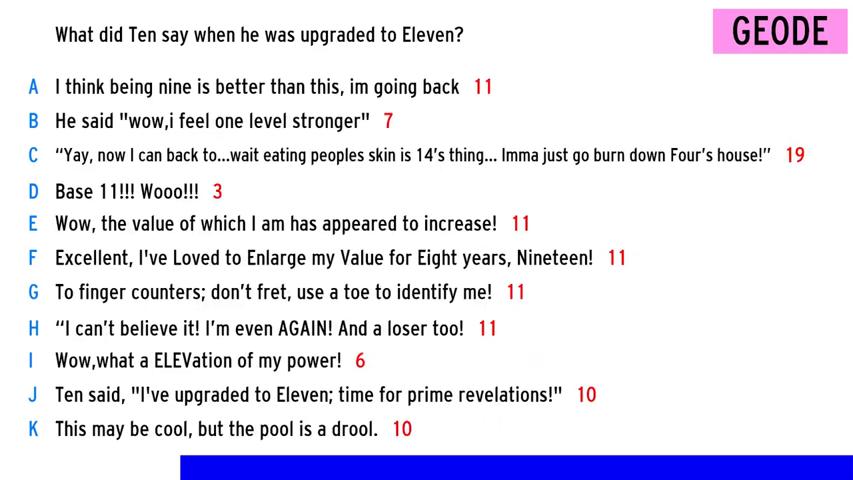 What did Ten say when he was upgraded to Eleven?
GEODE
A I think being nine is better than this, im going back 11
B He said "wow,i feel one level stronger" 7
C “Yay, now I can back to...wait eating peoples skin is 14’s thing... Imma just go burn down Four’s house!” 19
D Base 11!!! Wooo!!! 3
E Wow, the value of which I am has appeared to increase! 11
F Excellent, I've Loved to Enlarge my Value for Eight years, Nineteen! 11
G To finger counters; don’t fret, use a toe to identify me! 11
H “I can’t believe it! I’m even AGAIN! And a loser too! 11
I Wow,what a ELEVation of my power! 6
J Ten said, "I've upgraded to Eleven; time for prime revelations!" 10
K This may be cool, but the pool is a drool. 10